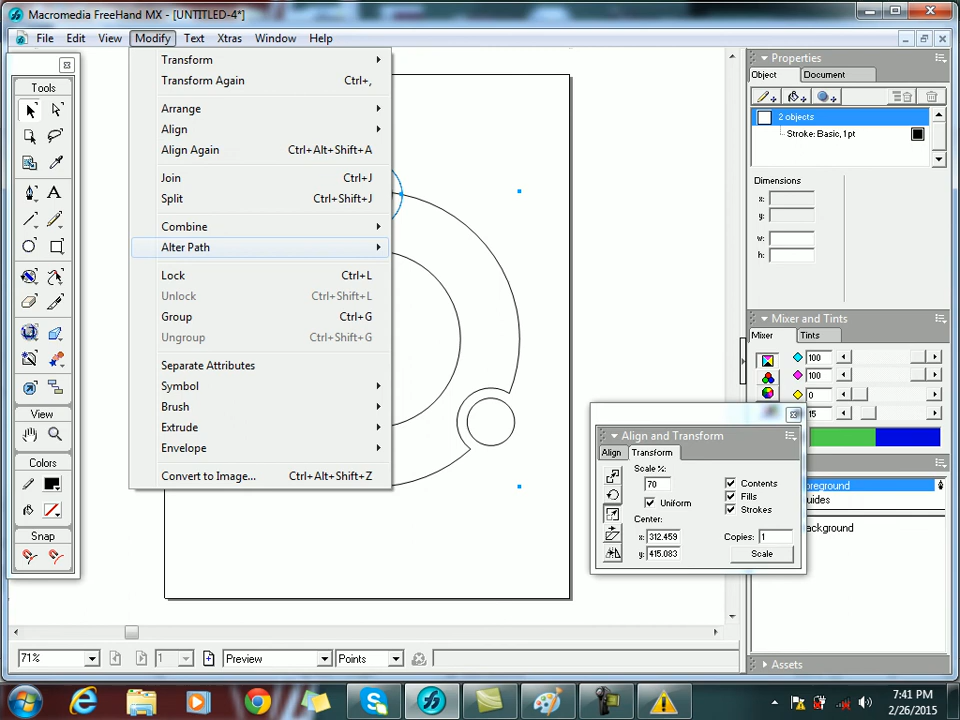 Macromedia FreeHand MX - [UNTITLED-4*]
File Edit View Modify Text Xtras Window Help
Tools
View
Colors
Snap
Transform
Transform Again Ctrl+,
Arrange
Align
Align Again Ctrl+Alt+Shift+A
Join Ctrl+J
Split Ctrl+Shift+J
Combine
Alter Path
Lock Ctrl+L
Unlock Ctrl+Shift+L
Group Ctrl+G
Ungroup Ctrl+Shift+G
Separate Attributes
Symbol
Brush
Extrude
Envelope
Convert to Image... Ctrl+Alt+Shift+Z
Properties
Object Document
2 objects
Stroke: Basic, 1pt
Dimensions
x:
y:
w:
h:
Mixer and Tints
Mixer Tints
100
100
0
15
Align and Transform
Align Transform
Scale %:
70
Uniform
Center:
x: 312.459
y: 415.083
Contents
Fills
Strokes
Copies: 1
Scale
oreground
uides
ackground
Assets
71% 1 Preview Points
7:41 PM
2/26/2015